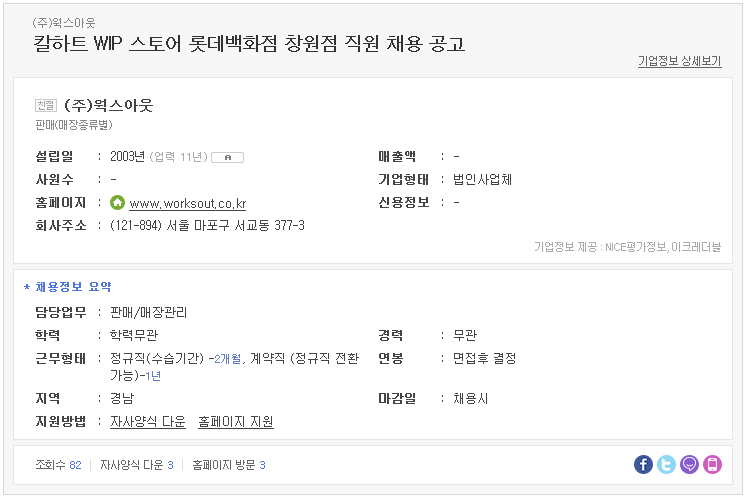 (주)웍스아웃
칼하트 WIP 스토어 롯데백화점 창원점 직원 채용 공고
기업정보 상세보기
친절 (주)웍스아웃
판매(매장종류별)
설립일 : 2003년 (업력 11년)
매출액 : -
사원수 : -
기업형태 : 법인사업체
홈페이지 : www.worksout.co.kr
신용정보 : -
회사주소 : (121-894) 서울 마포구 서교동 377-3
기업정보 제공 : NICE평가정보, 이크레더블
* 채용정보 요약
담당업무 : 판매/매장관리
학력 : 학력무관
경력 : 무관
근무형태 : 정규직(수습기간) -2개월, 계약직 (정규직 전환
가능)-1년
연봉 : 면접후 결정
지역 : 경남
마감일 : 채용시
지원방법 : 자사양식 다운 홈페이지 지원
조회수 82 자사양식 다운 3 홈페이지 방문 3